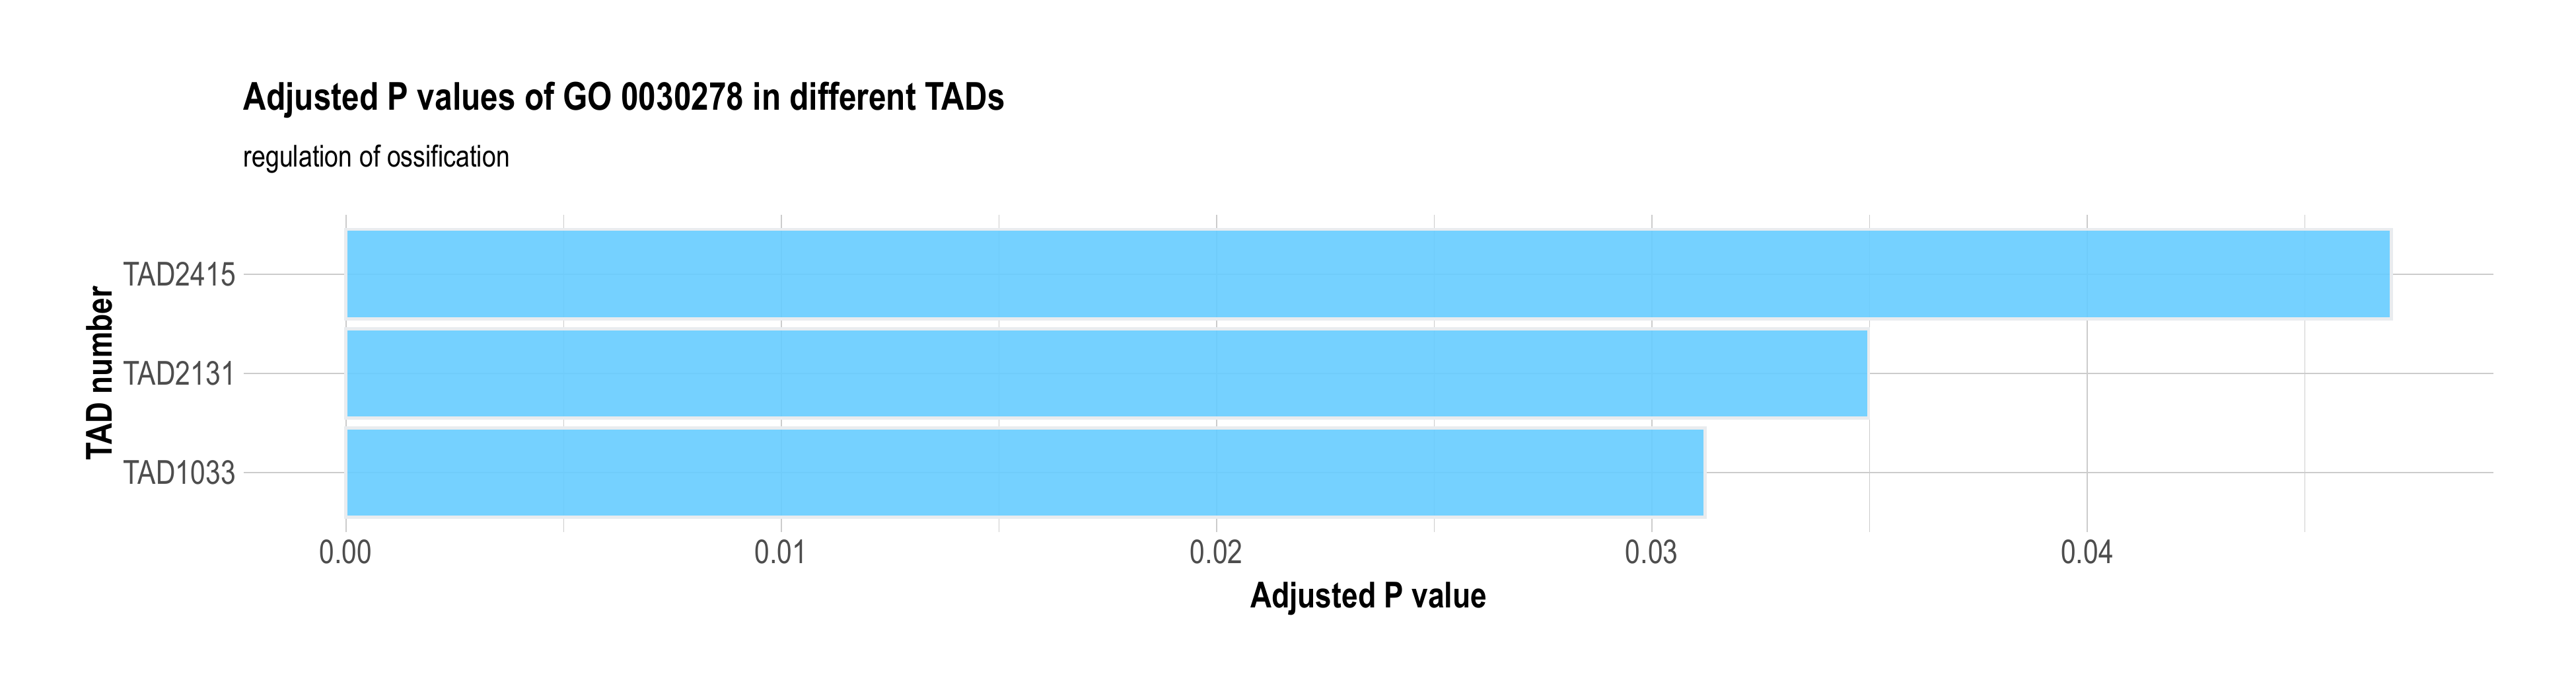 Adjusted P values of GO 0030278 in different TADs
regulation of ossification
TAD number
TAD2415
TAD2131
TAD1033
0.00 0.01 0.02 0.03 0.04
Adjusted P value